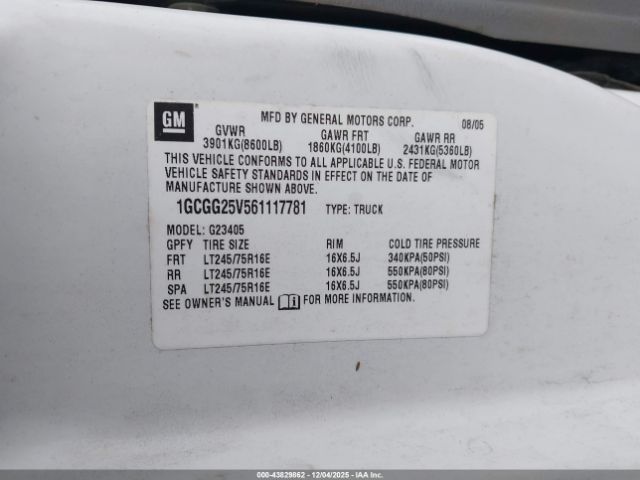 GM
MFD BY GENERAL MOTORS CORP. 08/05
GVWR GAWR FRT GAWR RR
3901KG(8600LB) 1860KG(4100LB) 2431KG(5360LB)
THIS VEHICLE CONFORMS TO ALL APPLICABLE U.S. FEDERAL MOTOR
VEHICLE SAFETY STANDARDS IN EFFECT ON THE DATE OF
MANUFACTURE SHOWN ABOVE.
1GCGG25V561117781 TYPE: TRUCK
MODEL: G23405
GPFY TIRE SIZE RIM COLD TIRE PRESSURE
FRT LT245/75R16E 16X6.5J 340KPA(50PSI)
RR LT245/75R16E 16X6.5J 550KPA(80PSI)
SPA LT245/75R16E 16X6.5J 550KPA(80PSI)
SEE OWNER'S MANUAL FOR MORE INFORMATION.
000-43829862 - 12/04/2025 - IAAI.CA